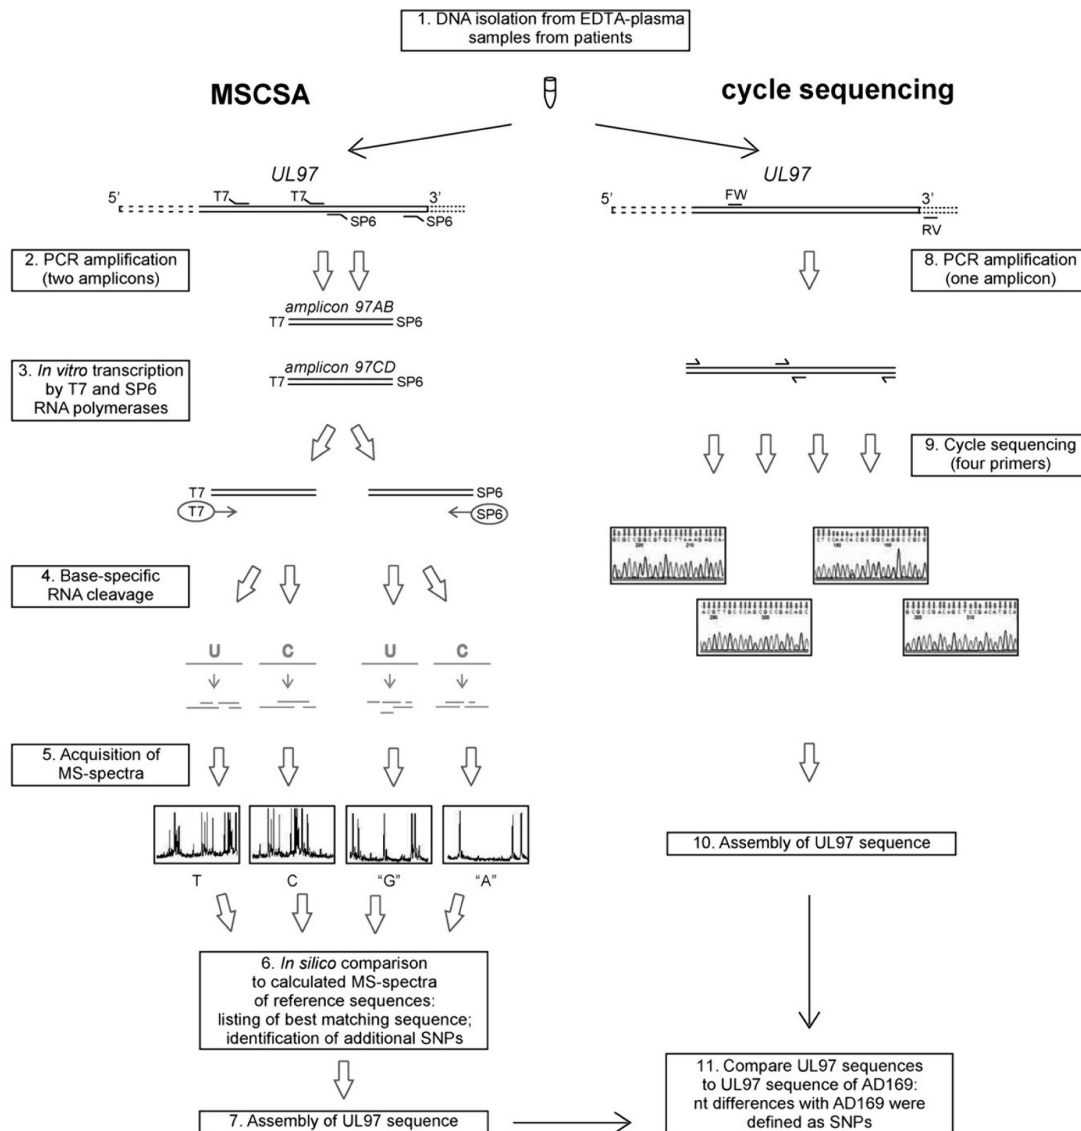 1. DNA isolation from EDTA-plasma
samples from patients
MSCSA
cycle sequencing
UL97
UL97
5’
T7
T7
3’
SP6
SP6
5’
FW
3’
RV
2. PCR amplification
(two amplicons)
8. PCR amplification
(one amplicon)
amplicon 97AB
T7
SP6
3. In vitro transcription
by T7 and SP6
RNA polymerases
amplicon 97CD
T7
SP6
9. Cycle sequencing
(four primers)
T7
SP6
T7
SP6
4. Base-specific
RNA cleavage
U
C
U
C
5. Acquisition of
MS-spectra
T
C
“G”
“A”
10. Assembly of UL97 sequence
6. In silico comparison
to calculated MS-spectra
of reference sequences:
listing of best matching sequence;
identification of additional SNPs
7. Assembly of UL97 sequence
11. Compare UL97 sequences
to UL97 sequence of AD169:
nt differences with AD169 were
defined as SNPs